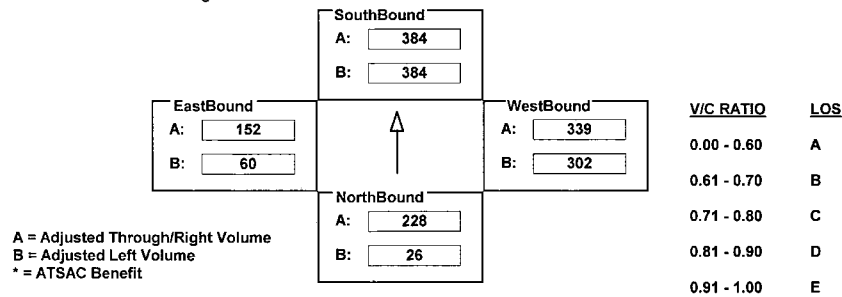 SouthBound
A: 384
B: 384
EastBound
A: 152
B: 60
WestBound
A: 339
B: 302
NorthBound
A: 228
B: 26
A = Adjusted Through/Right Volume
B = Adjusted Left Volume
* = ATSAC Benefit
V/C RATIO LOS
0.00 - 0.60 A
0.61 - 0.70 B
0.71 - 0.80 C
0.81 - 0.90 D
0.91 - 1.00 E